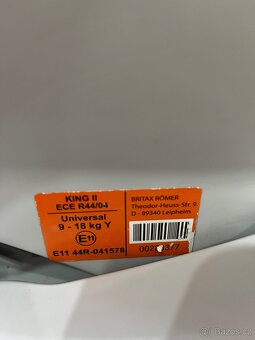 KING II
ECE R44/04
Universal
9 - 18 kg Y
E11
E11 44R-041578
BRITAX RÖMER
Theodor-Heuss-Str. 9
D - 89340 Leipheim